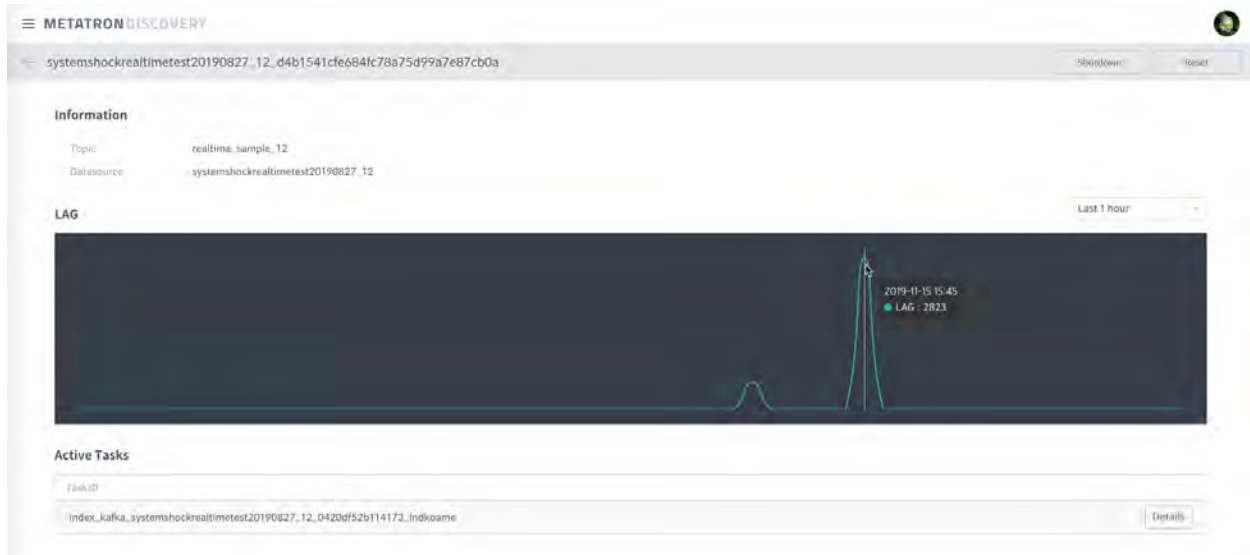 METATRON DISCOVERY
systemshockrealtimetest20190827_12_d4b1541cfe684fc78a75d99a7e87cb0a
Shutdown
Reset
Information
Topic
realtime_sample_12
Datasource
systemshockrealtimetest20190827_12
LAG
Last 1 hour
2019-11-15 15:45
LAG : 2823
Active Tasks
Task ID
index_kafka_systemshockrealtimetest20190827_12_0420df52b114173_lndkoame
Details